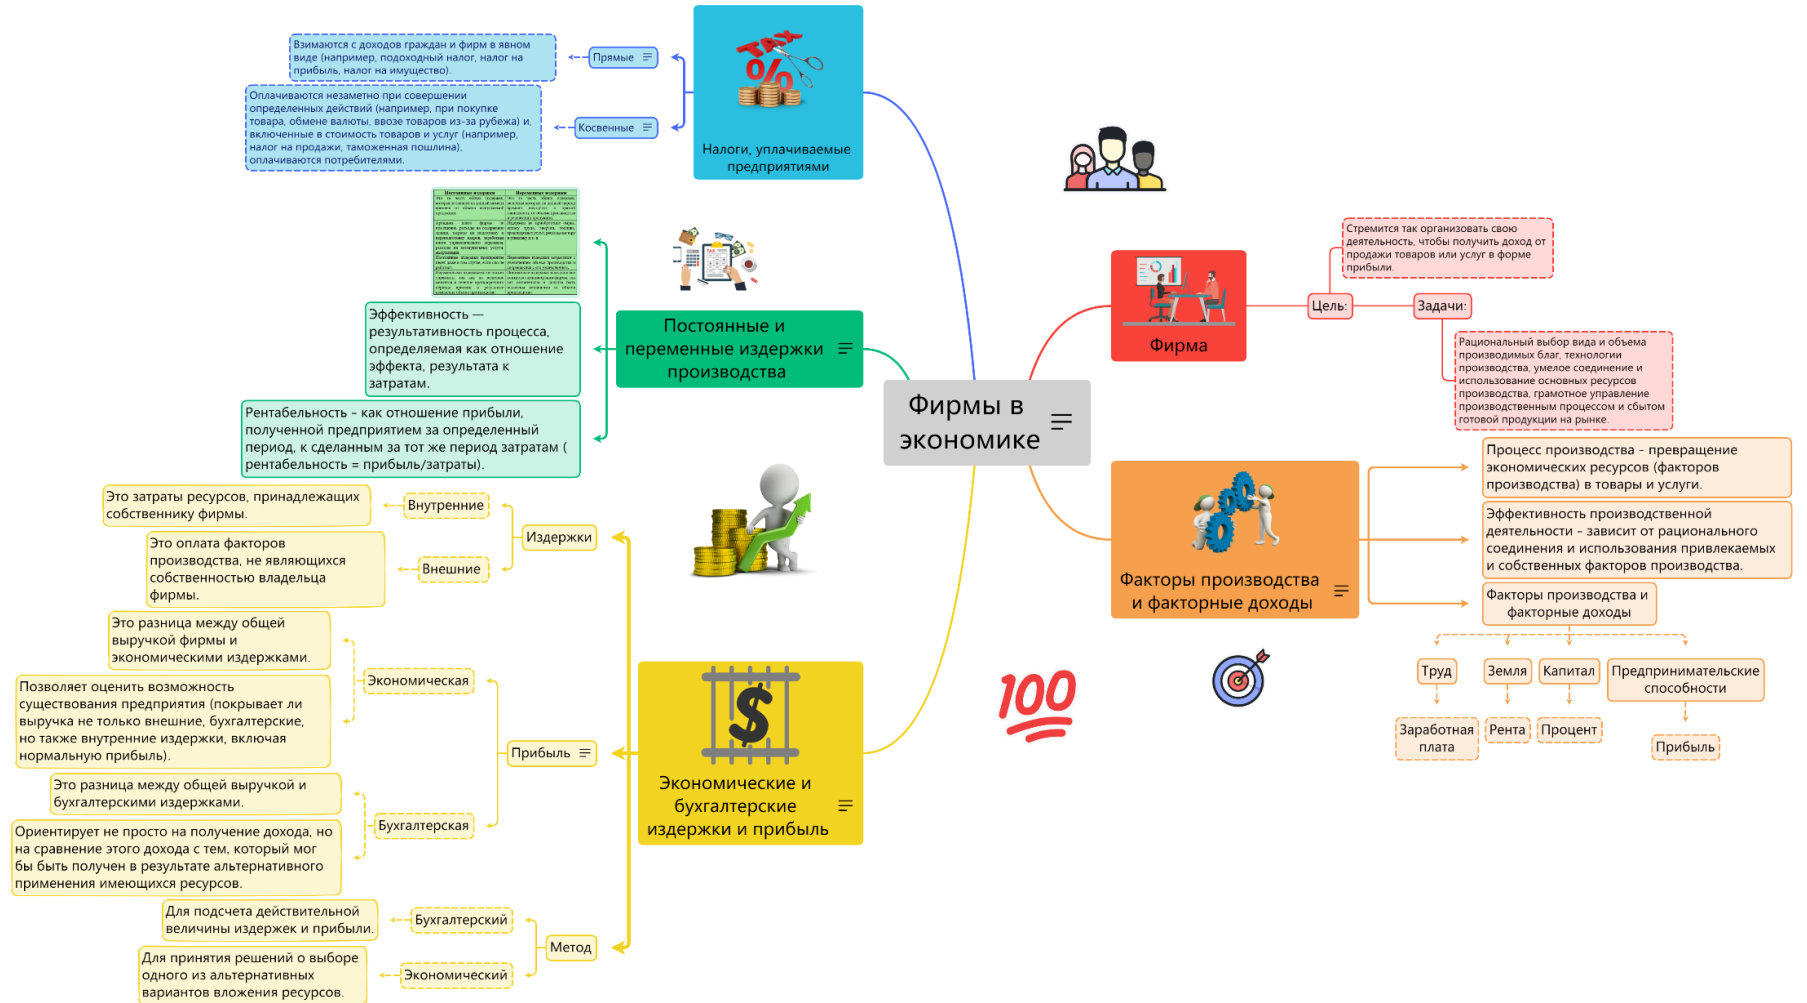 Фирмы в
экономике
Налоги, уплачиваемые
предприятиями
TAX
%
Прямые
Взимаются с доходов граждан и фирм в явном
виде (например, подоходный налог, налог на
прибыль, налог на имущество).
Косвенные
Оплачиваются незаметно при совершении
определенных действий (например, при покупке
товара, обмене валюты, ввозе товаров из-за рубежа) и,
включенные в стоимость товаров и услуг (например,
налог на продажи, таможенная пошлина),
оплачиваются потребителями.
Постоянные и
переменные издержки
производства
TAX
Постоянные издержки
Переменные издержки
Эффективность —
результативность процесса,
определяемая как отношение
эффекта, результата к
затратам.
Рентабельность – как отношение прибыли,
полученной предприятием за определенный
период, к сделанным за тот же период затратам (
рентабельность = прибыль/затраты).
Экономические и
бухгалтерские
издержки и прибыль
$
Издержки
Внутренние
Это затраты ресурсов, принадлежащих
собственнику фирмы.
Внешние
Это оплата факторов
производства, не являющихся
собственностью владельца
фирмы.
Прибыль
Экономическая
Это разница между общей
выручкой фирмы и
экономическими издержками.
Позволяет оценить возможность
существования предприятия (покрывает ли
выручка не только внешние, бухгалтерские,
но также внутренние издержки, включая
нормальную прибыль).
Бухгалтерская
Это разница между общей выручкой и
бухгалтерскими издержками.
Ориентирует не просто на получение дохода, но
на сравнение этого дохода с тем, который мог
бы быть получен в результате альтернативного
применения имеющихся ресурсов.
Метод
Бухгалтерский
Для подсчета действительной
величины издержек и прибыли.
Экономический
Для принятия решений о выборе
одного из альтернативных
вариантов вложения ресурсов.
Фирма
Цель:
Стремится так организовать свою
деятельность, чтобы получить доход от
продажи товаров или услуг в форме
прибыли.
Задачи:
Рациональный выбор вида и объема
производимых благ, технологии
производства, умелое соединение и
использование основных ресурсов
производства, грамотное управление
производственным процессом и сбытом
готовой продукции на рынке.
Факторы производства
и факторные доходы
Процесс производства – превращение
экономических ресурсов (факторов
производства) в товары и услуги.
Эффективность производственной
деятельности – зависит от рационального
соединения и использования привлекаемых
и собственных факторов производства.
Факторы производства и
факторные доходы
Труд
Земля
Капитал
Предпринимательские
способности
Заработная
плата
Рента
Процент
Прибыль
100